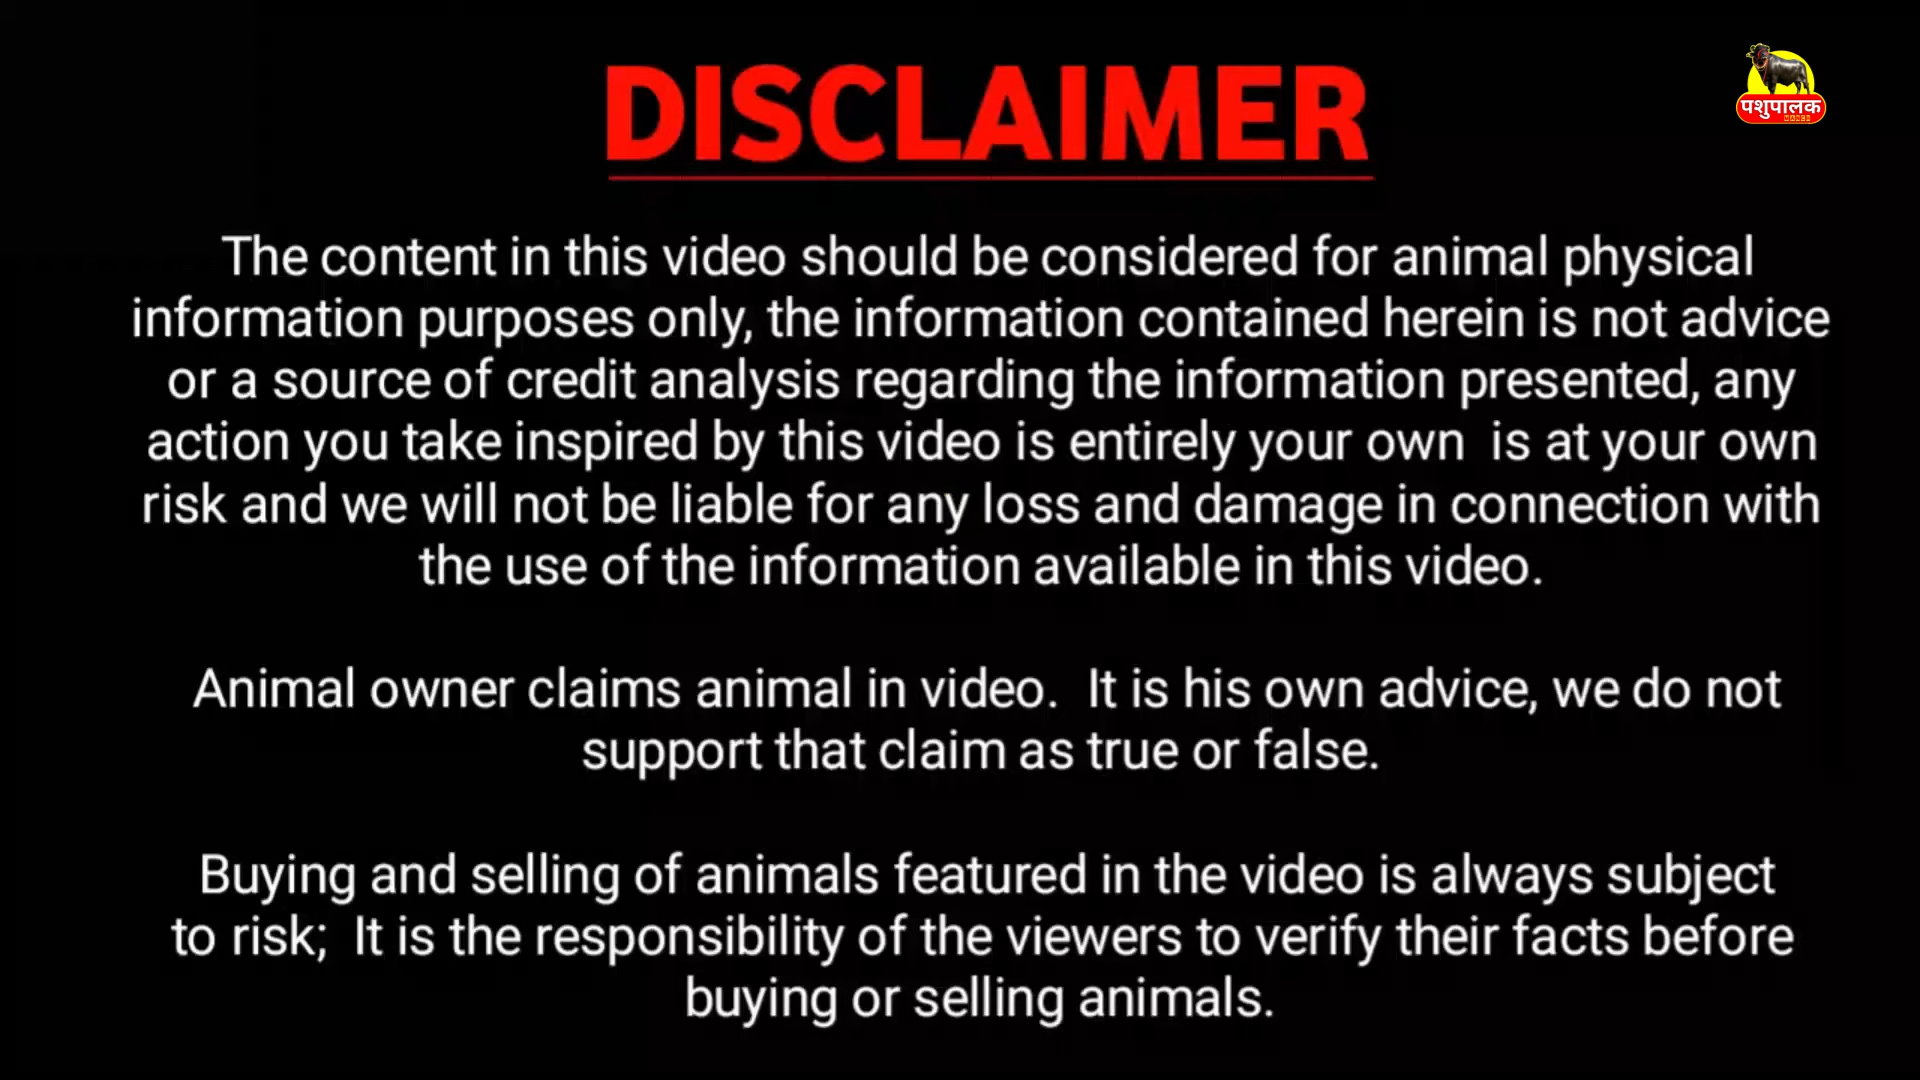 DISCLAIMER
पशुपालक
MANCH
The content in this video should be considered for animal physical
information purposes only, the information contained herein is not advice
or a source of credit analysis regarding the information presented, any
action you take inspired by this video is entirely your own is at your own
risk and we will not be liable for any loss and damage in connection with
the use of the information available in this video.
Animal owner claims animal in video. It is his own advice, we do not
support that claim as true or false.
Buying and selling of animals featured in the video is always subject
to risk; It is the responsibility of the viewers to verify their facts before
buying or selling animals.